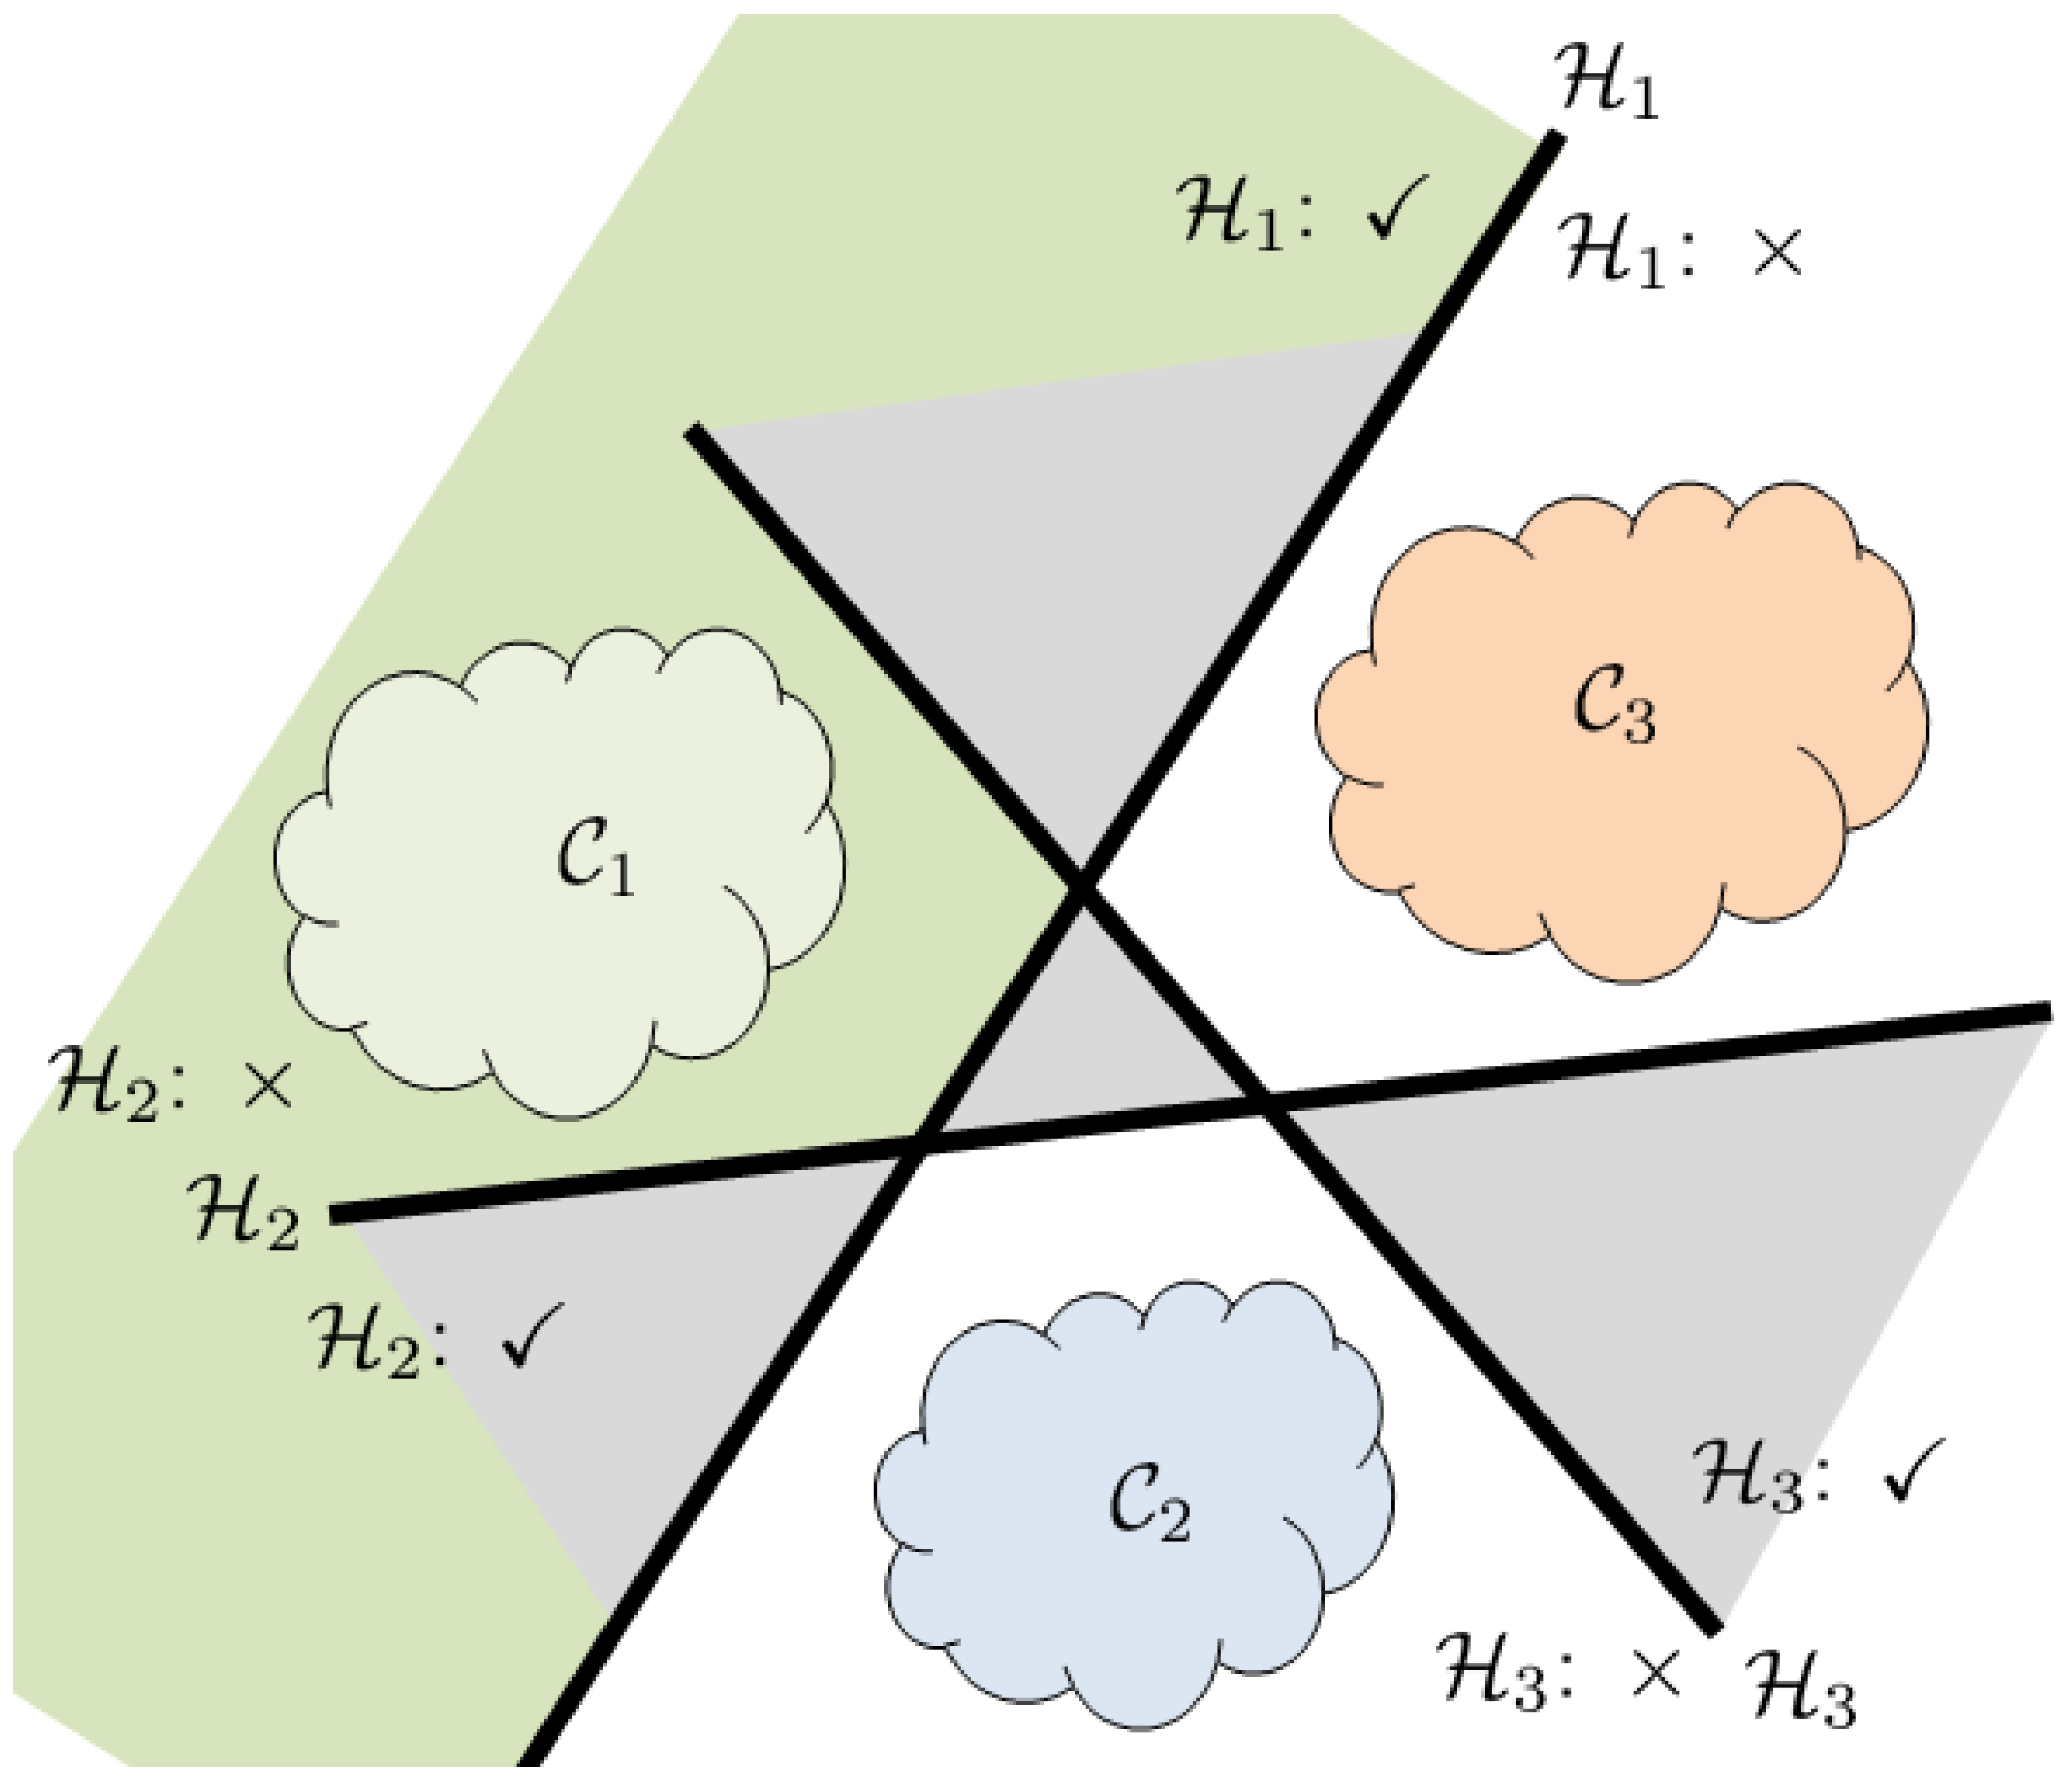 ℋ₁
ℋ₁: ✓
ℋ₁: ×
𝒞₃
𝒞₁
ℋ₂: ×
ℋ₂
ℋ₂: ✓
𝒞₂
ℋ₃: ✓
ℋ₃: × ℋ₃